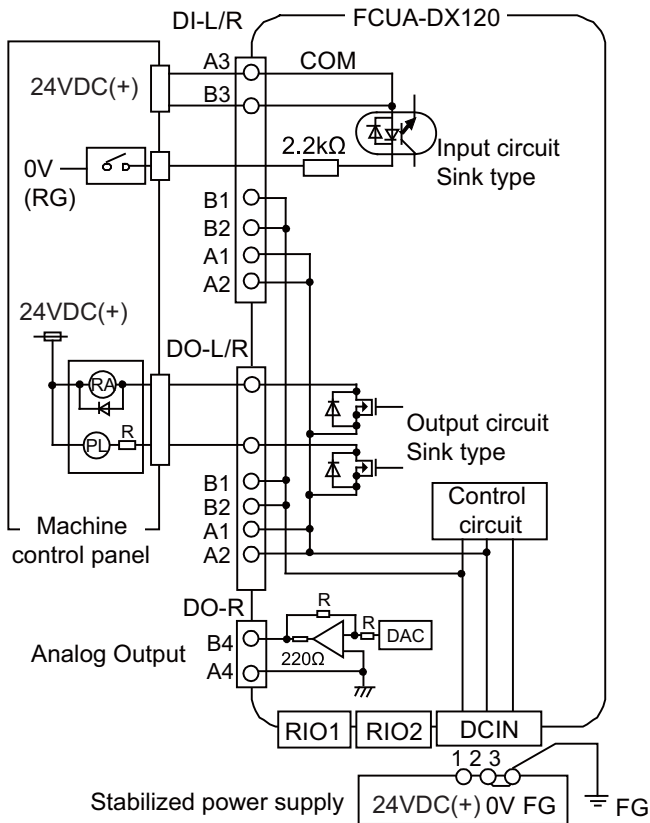 DI-L/R
FCUA-DX120
A3
COM
24VDC(+)
B3
2.2kΩ
Input circuit
Sink type
0V
(RG)
B1
B2
A1
A2
24VDC(+)
DO-L/R
RA
PL
R
Output circuit
Sink type
B1
B2
A1
A2
Control
circuit
Machine
control panel
DO-R
R
R
DAC
B4
220Ω
Analog Output
A4
RIO1
RIO2
DCIN
1 2 3
Stabilized power supply
24VDC(+) 0V FG
FG